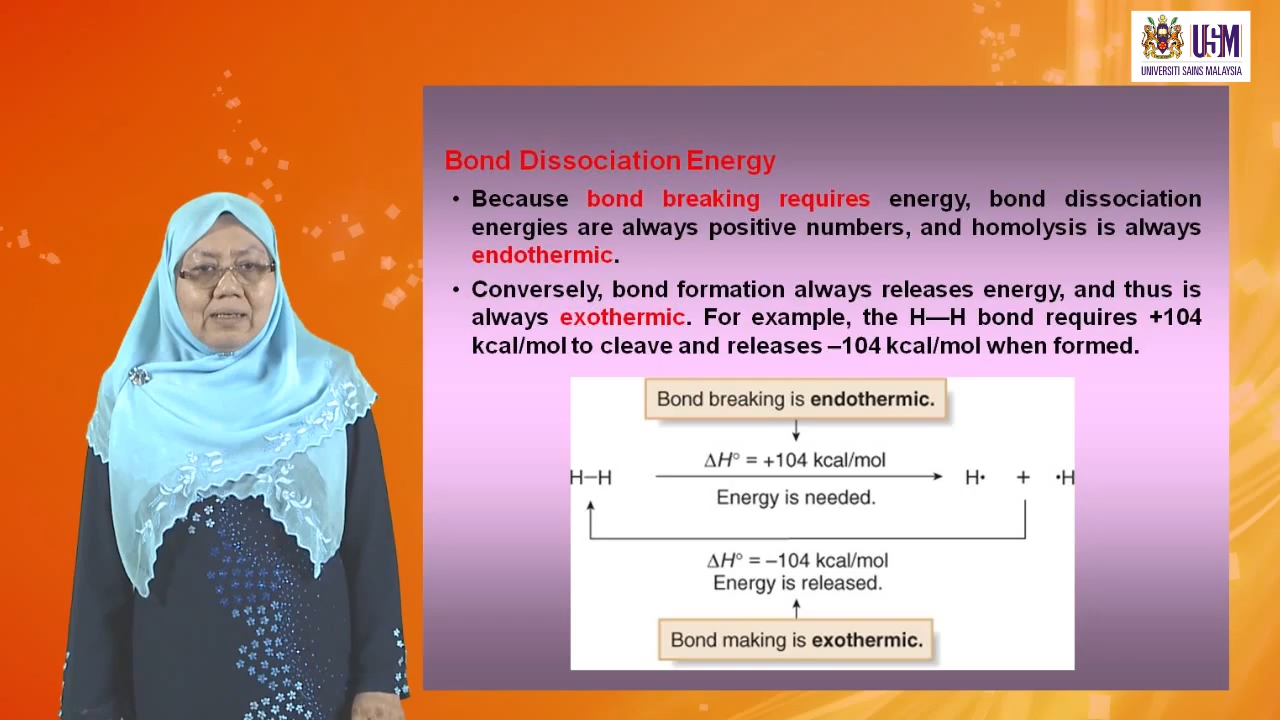 USM
UNIVERSITI SAINS MALAYSIA
Bond Dissociation Energy
• Because bond breaking requires energy, bond dissociation
energies are always positive numbers, and homolysis is always
endothermic.
• Conversely, bond formation always releases energy, and thus is
always exothermic. For example, the H—H bond requires +104
kcal/mol to cleave and releases –104 kcal/mol when formed.
Bond breaking is endothermic.
ΔH° = +104 kcal/mol
H–H H• + •H
Energy is needed.
ΔH° = –104 kcal/mol
Energy is released.
Bond making is exothermic.